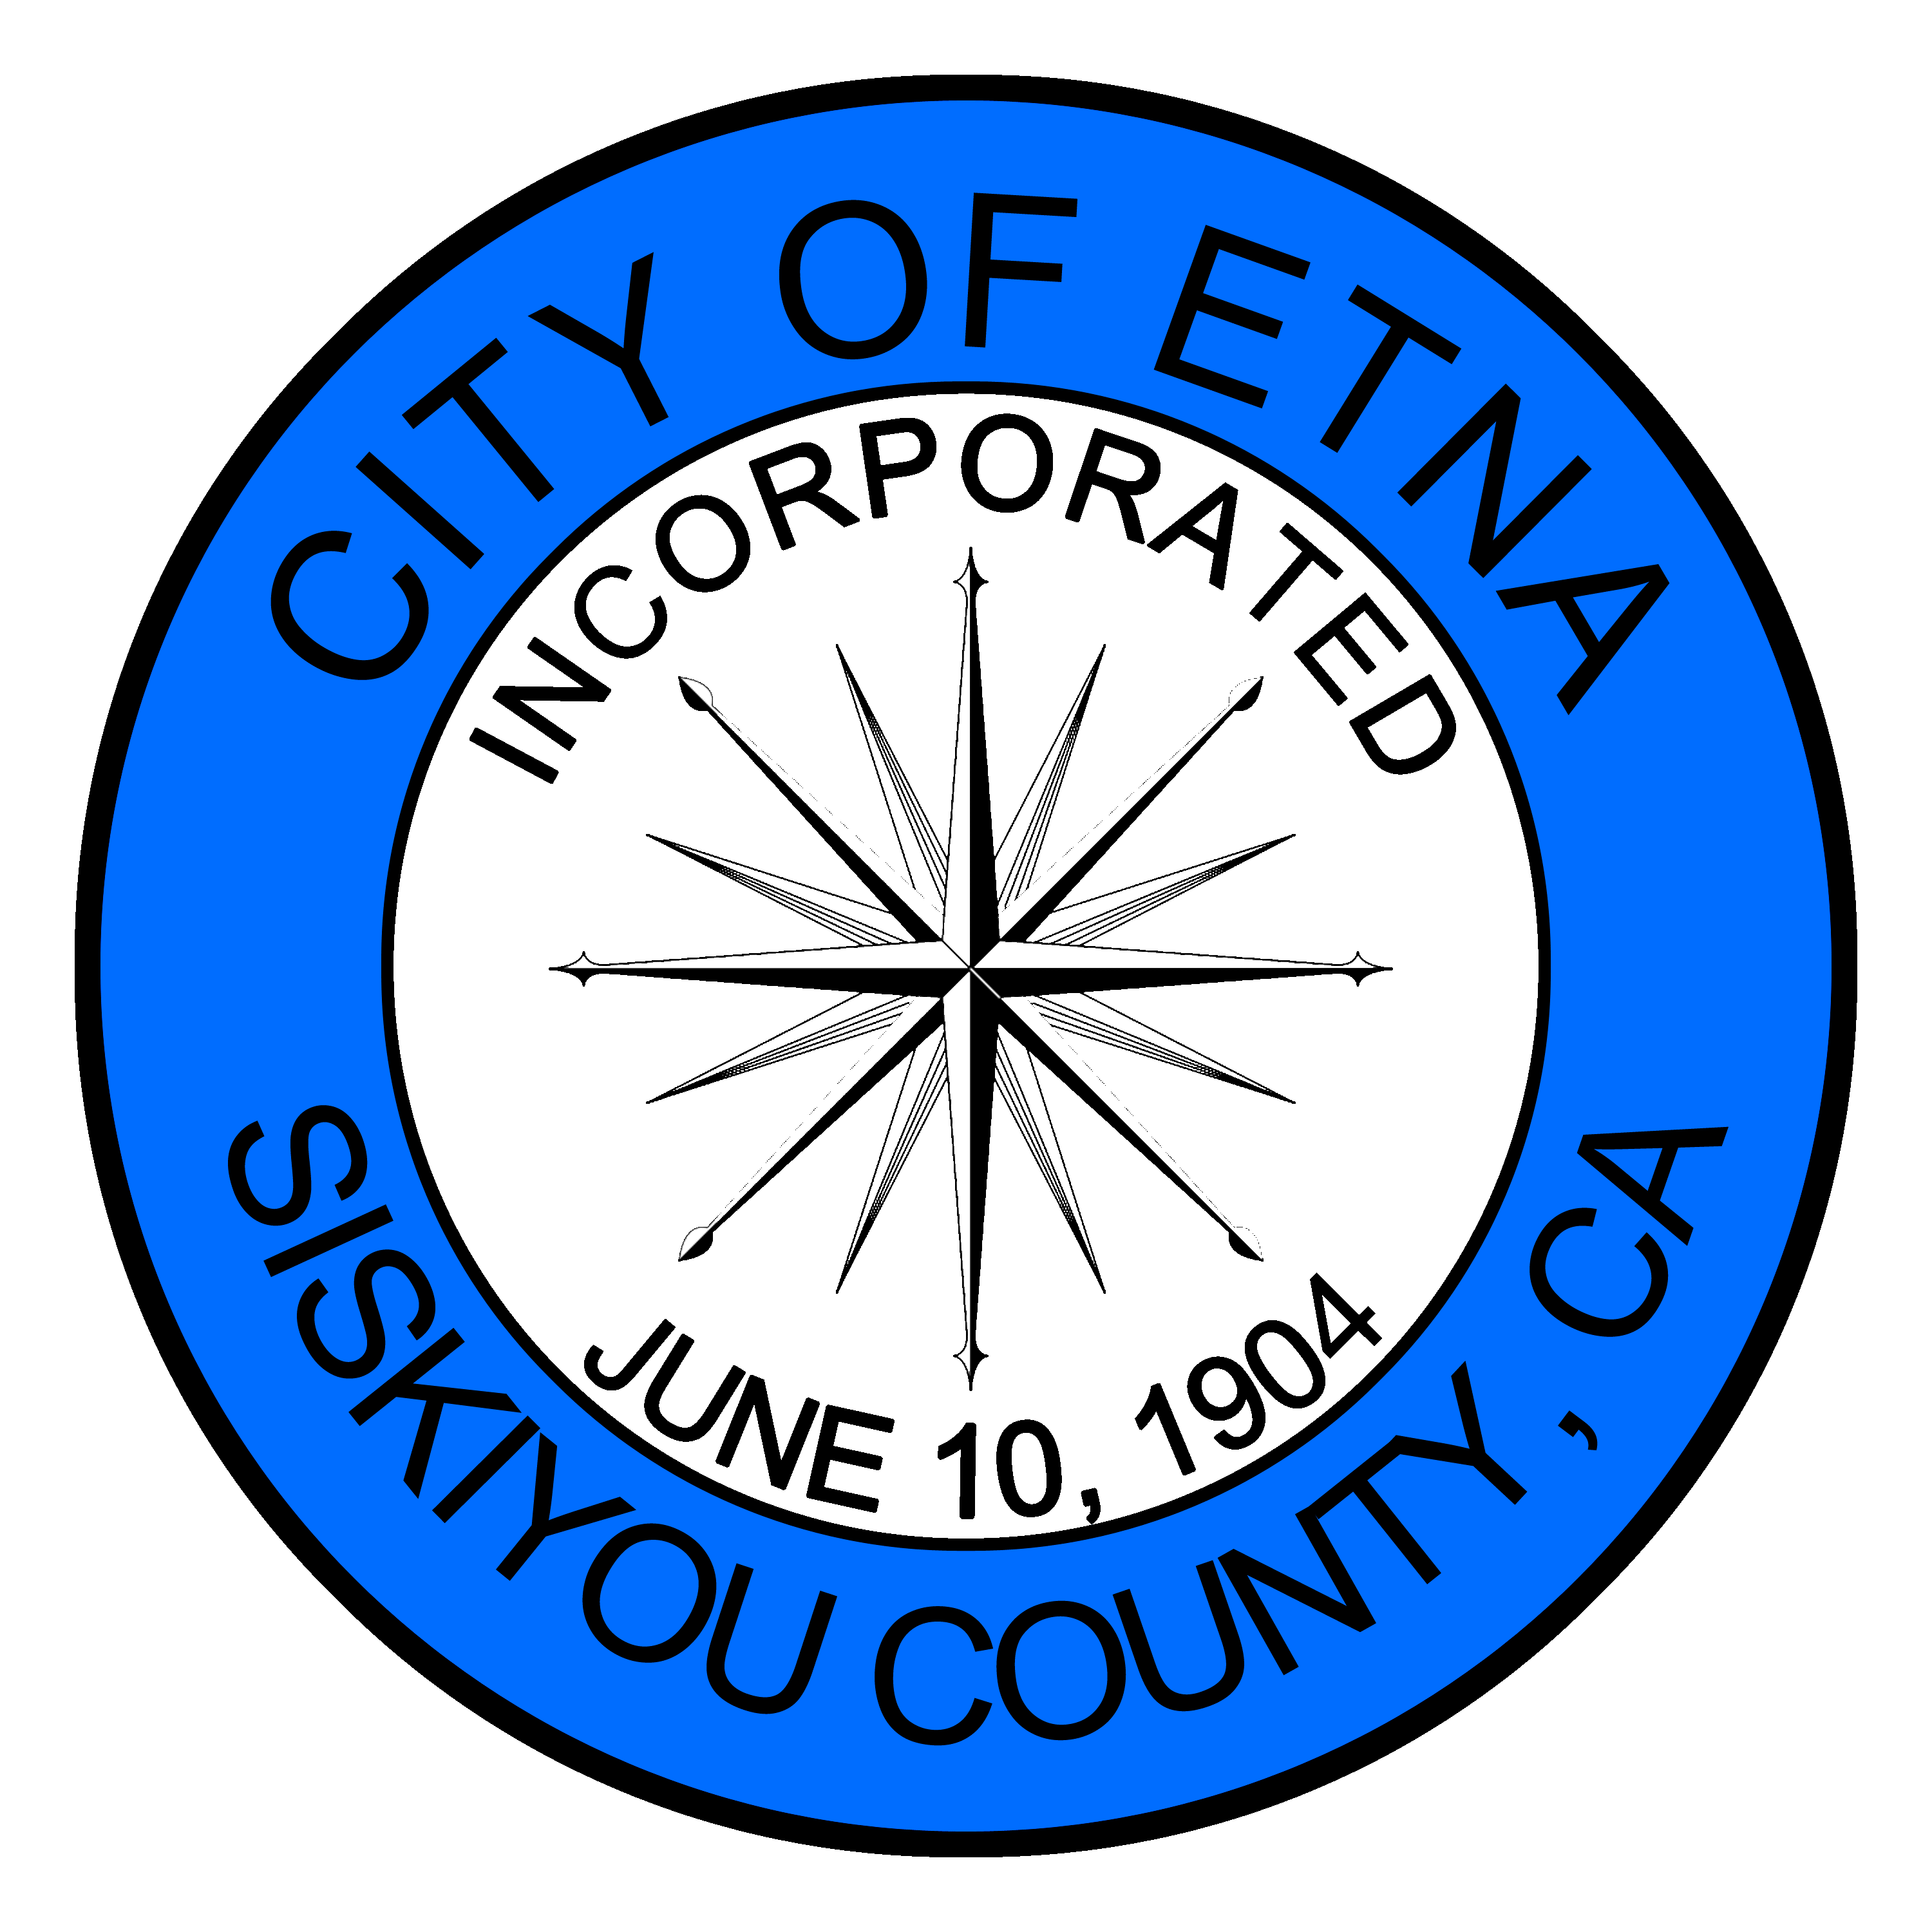 CITY OF ETNA
INCORPORATED
JUNE 10, 1904
SISKIYOU COUNTY, CA